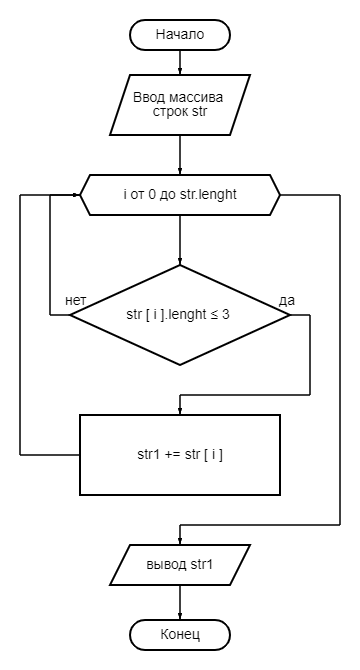 Начало
Ввод массива
строк str
i от 0 до str.lenght
str [ i ].lenght ≤ 3
нет
да
str1 += str [ i ]
вывод str1
Конец